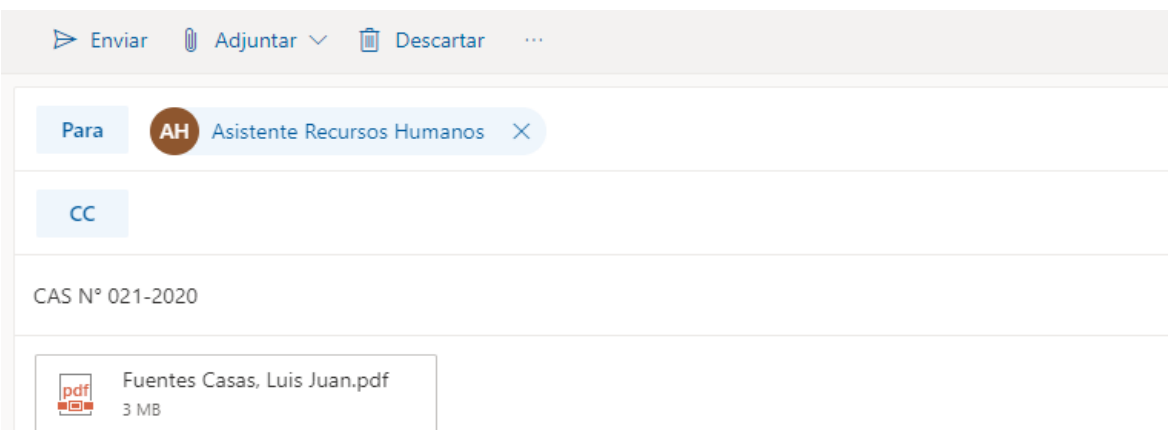 Enviar Adjuntar Descartar ...
Para AH Asistente Recursos Humanos
CC
CAS N° 021-2020
pdf Fuentes Casas, Luis Juan.pdf
3 MB